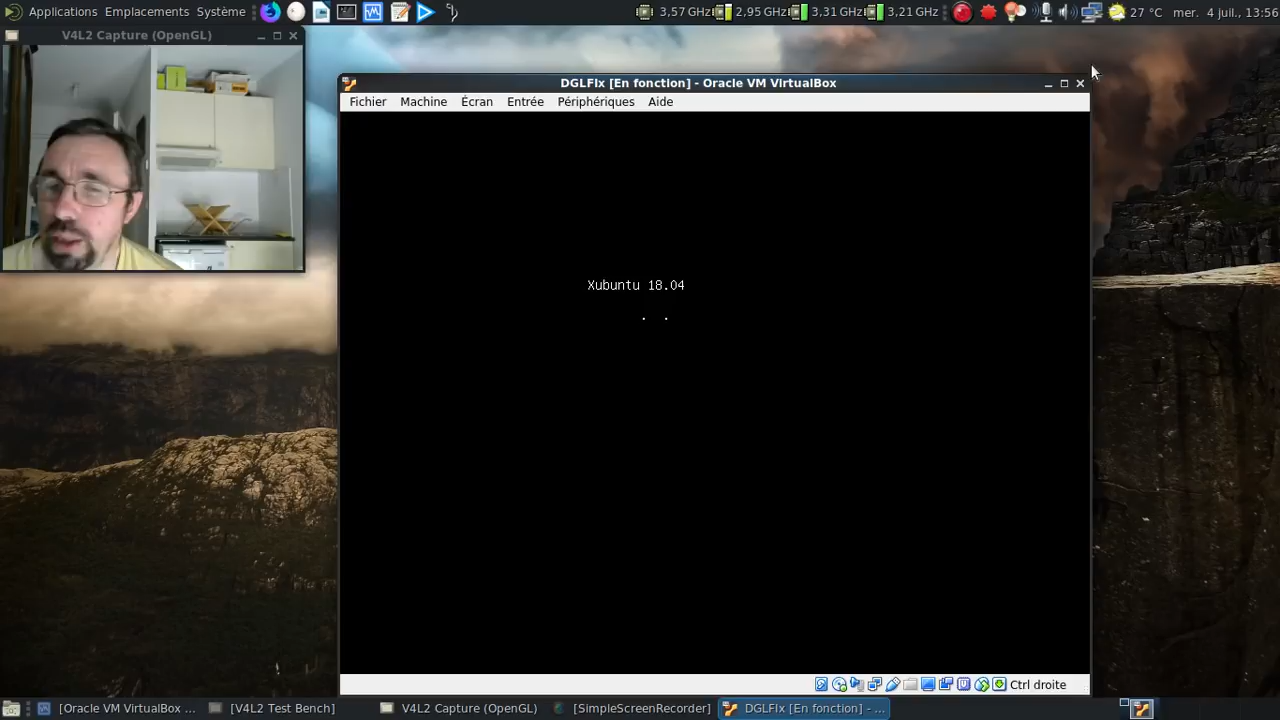 Applications Emplacements Système
3,57 GHz 2,95 GHz 3,31 GHz 3,21 GHz
27 °C mer. 4 juil., 13:56
V4L2 Capture (OpenGL)
DGLFIx [En fonction] - Oracle VM VirtualBox
Fichier Machine Écran Entrée Périphériques Aide
Xubuntu 18.04
. .
Ctrl droite
[Oracle VM VirtualBox ... [V4L2 Test Bench] V4L2 Capture (OpenGL) [SimpleScreenRecorder] DGLFIx [En fonction] - ...